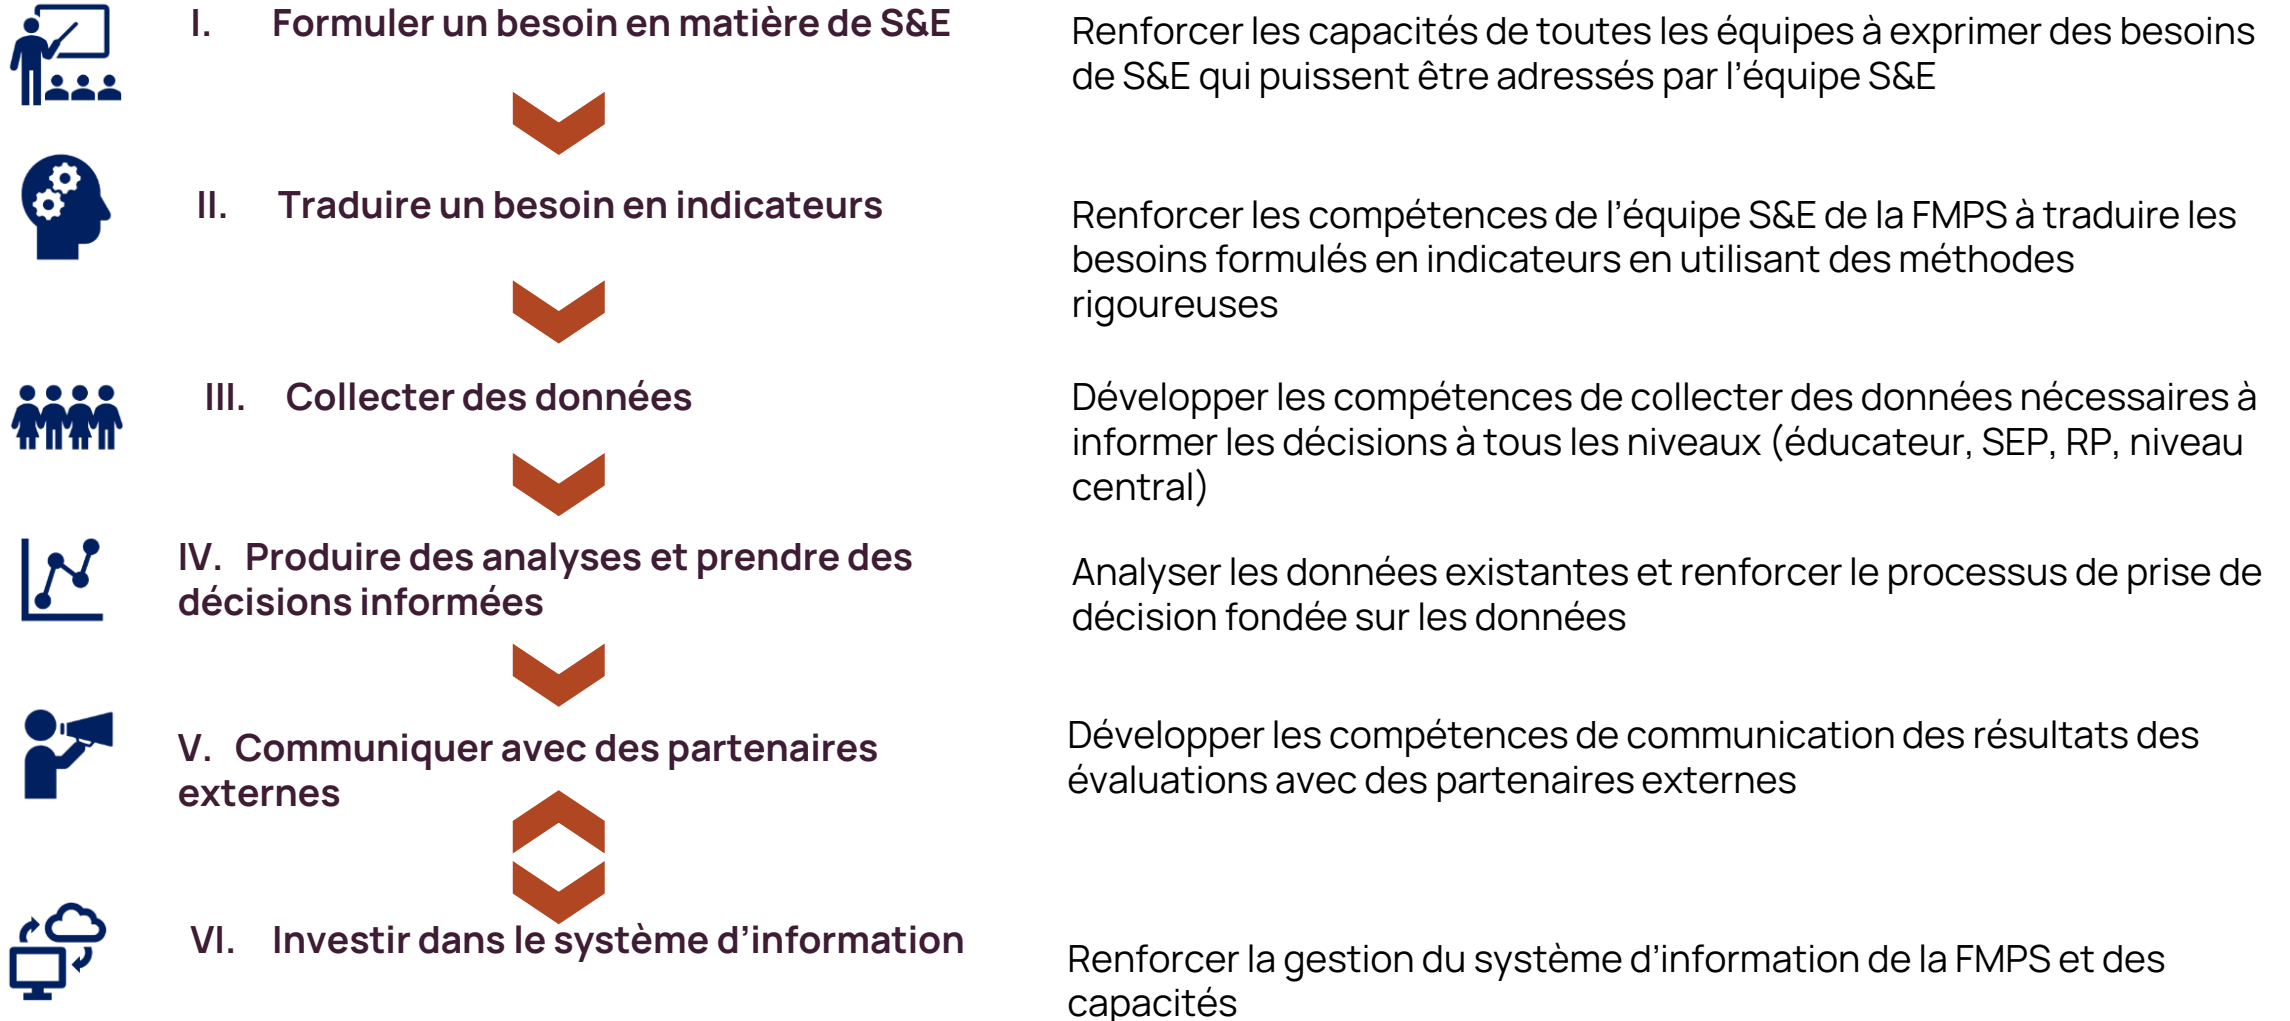 I. Formuler un besoin en matière de S&E
Renforcer les capacités de toutes les équipes à exprimer des besoins
de S&E qui puissent être adressés par l’équipe S&E
II. Traduire un besoin en indicateurs
Renforcer les compétences de l’équipe S&E de la FMPS à traduire les
besoins formulés en indicateurs en utilisant des méthodes
rigoureuses
III. Collecter des données
Développer les compétences de collecter des données nécessaires à
informer les décisions à tous les niveaux (éducateur, SEP, RP, niveau
central)
IV. Produire des analyses et prendre des
décisions informées
Analyser les données existantes et renforcer le processus de prise de
décision fondée sur les données
V. Communiquer avec des partenaires
externes
Développer les compétences de communication des résultats des
évaluations avec des partenaires externes
VI. Investir dans le système d’information
Renforcer la gestion du système d’information de la FMPS et des
capacités